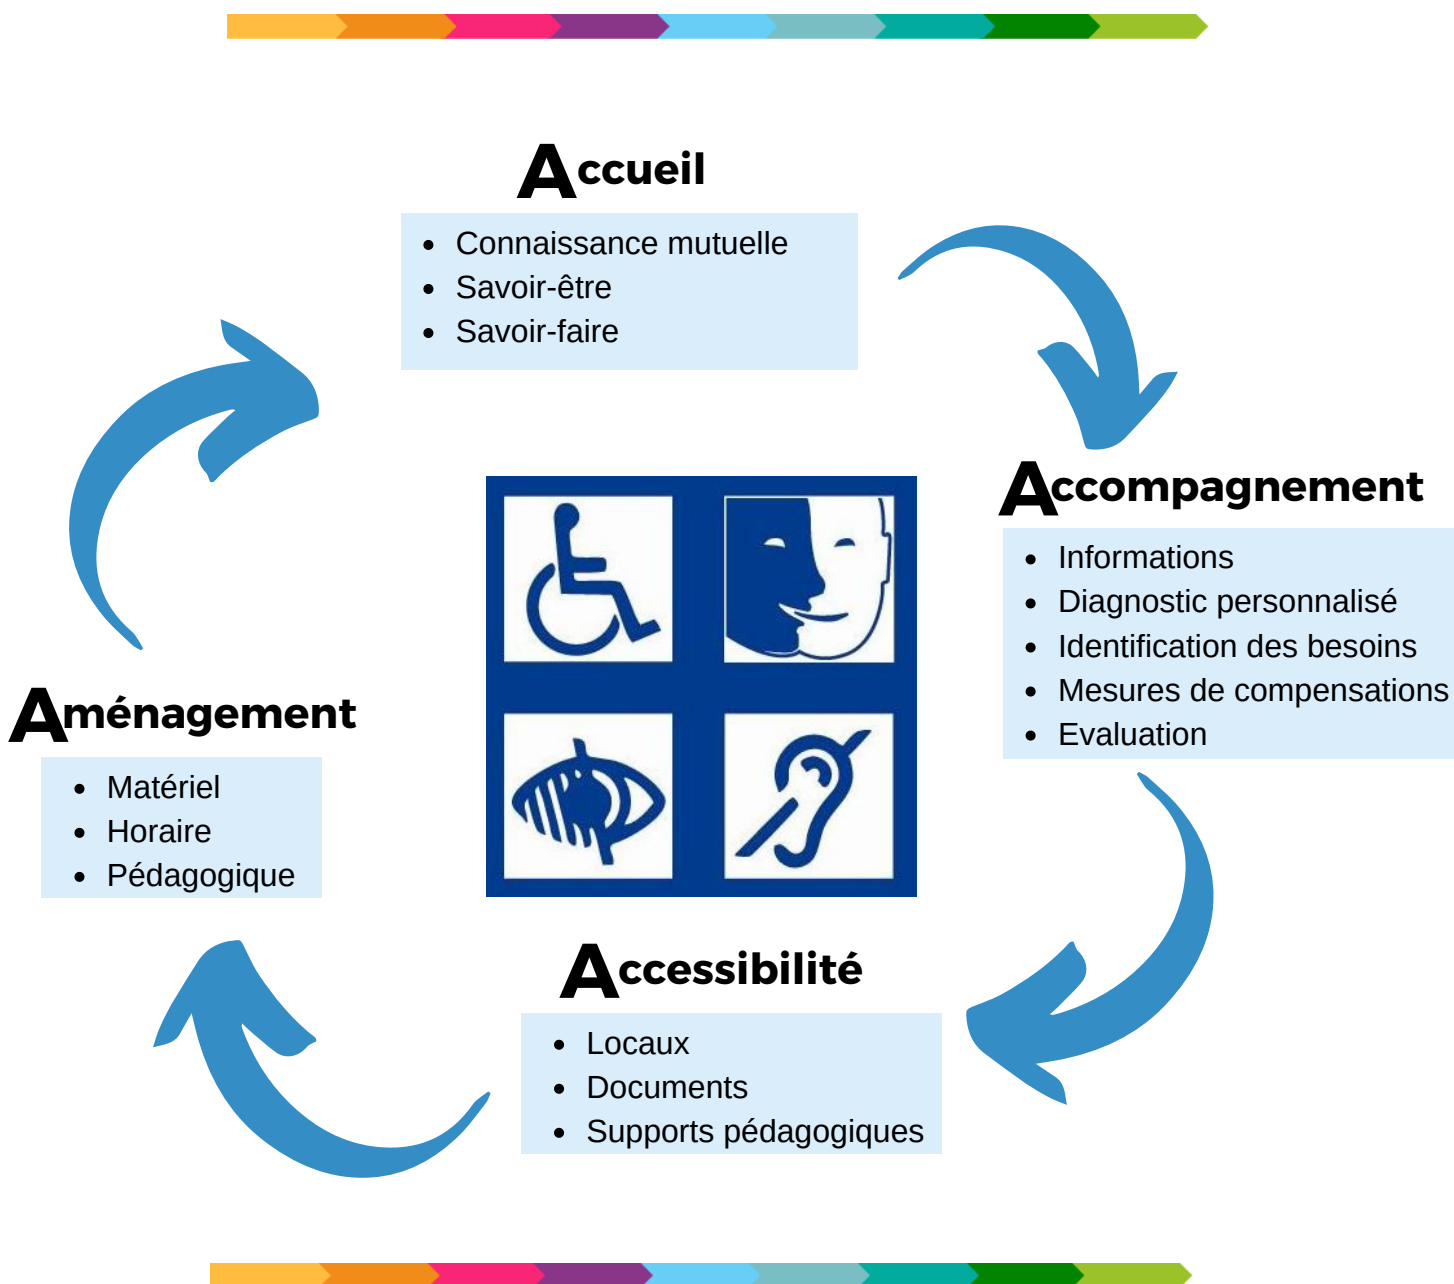 Accueil
• Connaissance mutuelle
• Savoir-être
• Savoir-faire
Accompagnement
• Informations
• Diagnostic personnalisé
• Identification des besoins
• Mesures de compensations
• Evaluation
Accessibilité
• Locaux
• Documents
• Supports pédagogiques
Aménagement
• Matériel
• Horaire
• Pédagogique